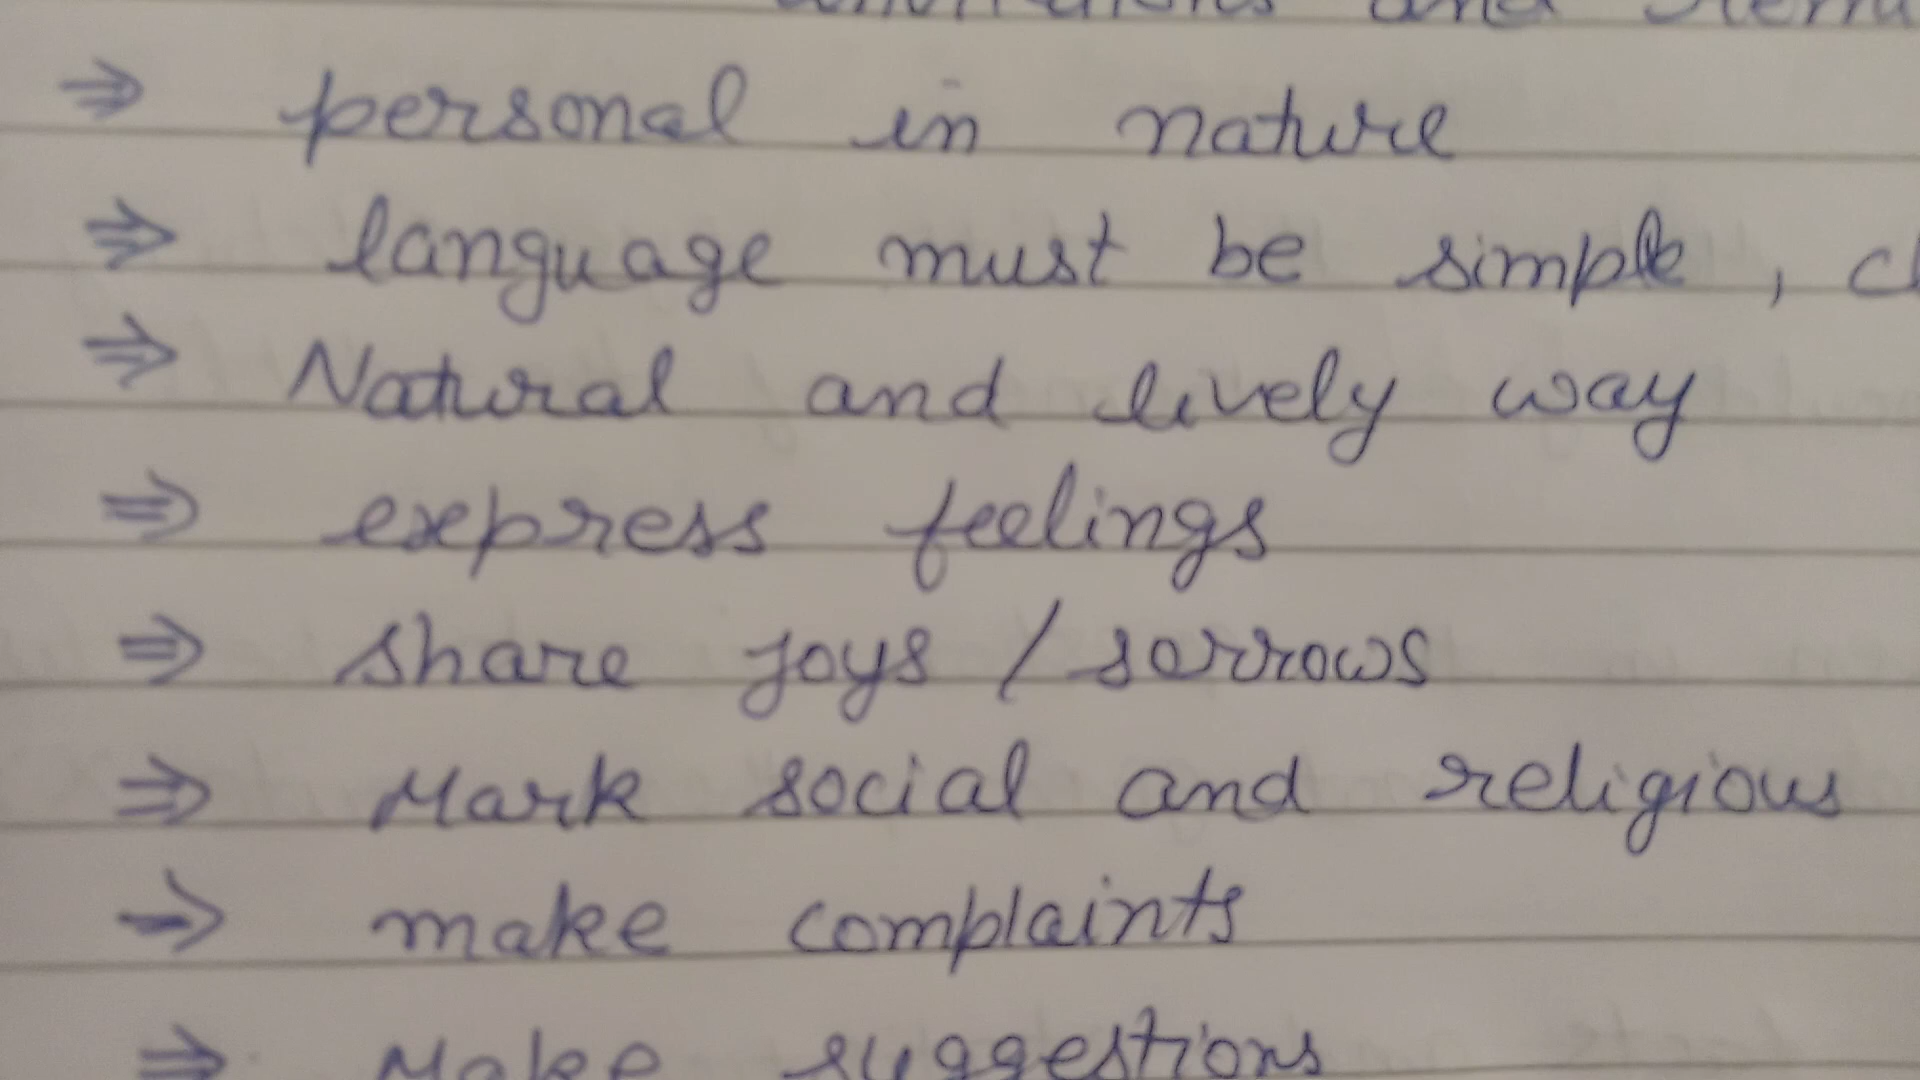 and
⇒ personal in nature
⇒ language must be simple,
⇒ Natural and lively way
⇒ express feelings
⇒ share joys / sorrows
⇒ Mark social and religious
→ make complaints
⇒ Make suggestions